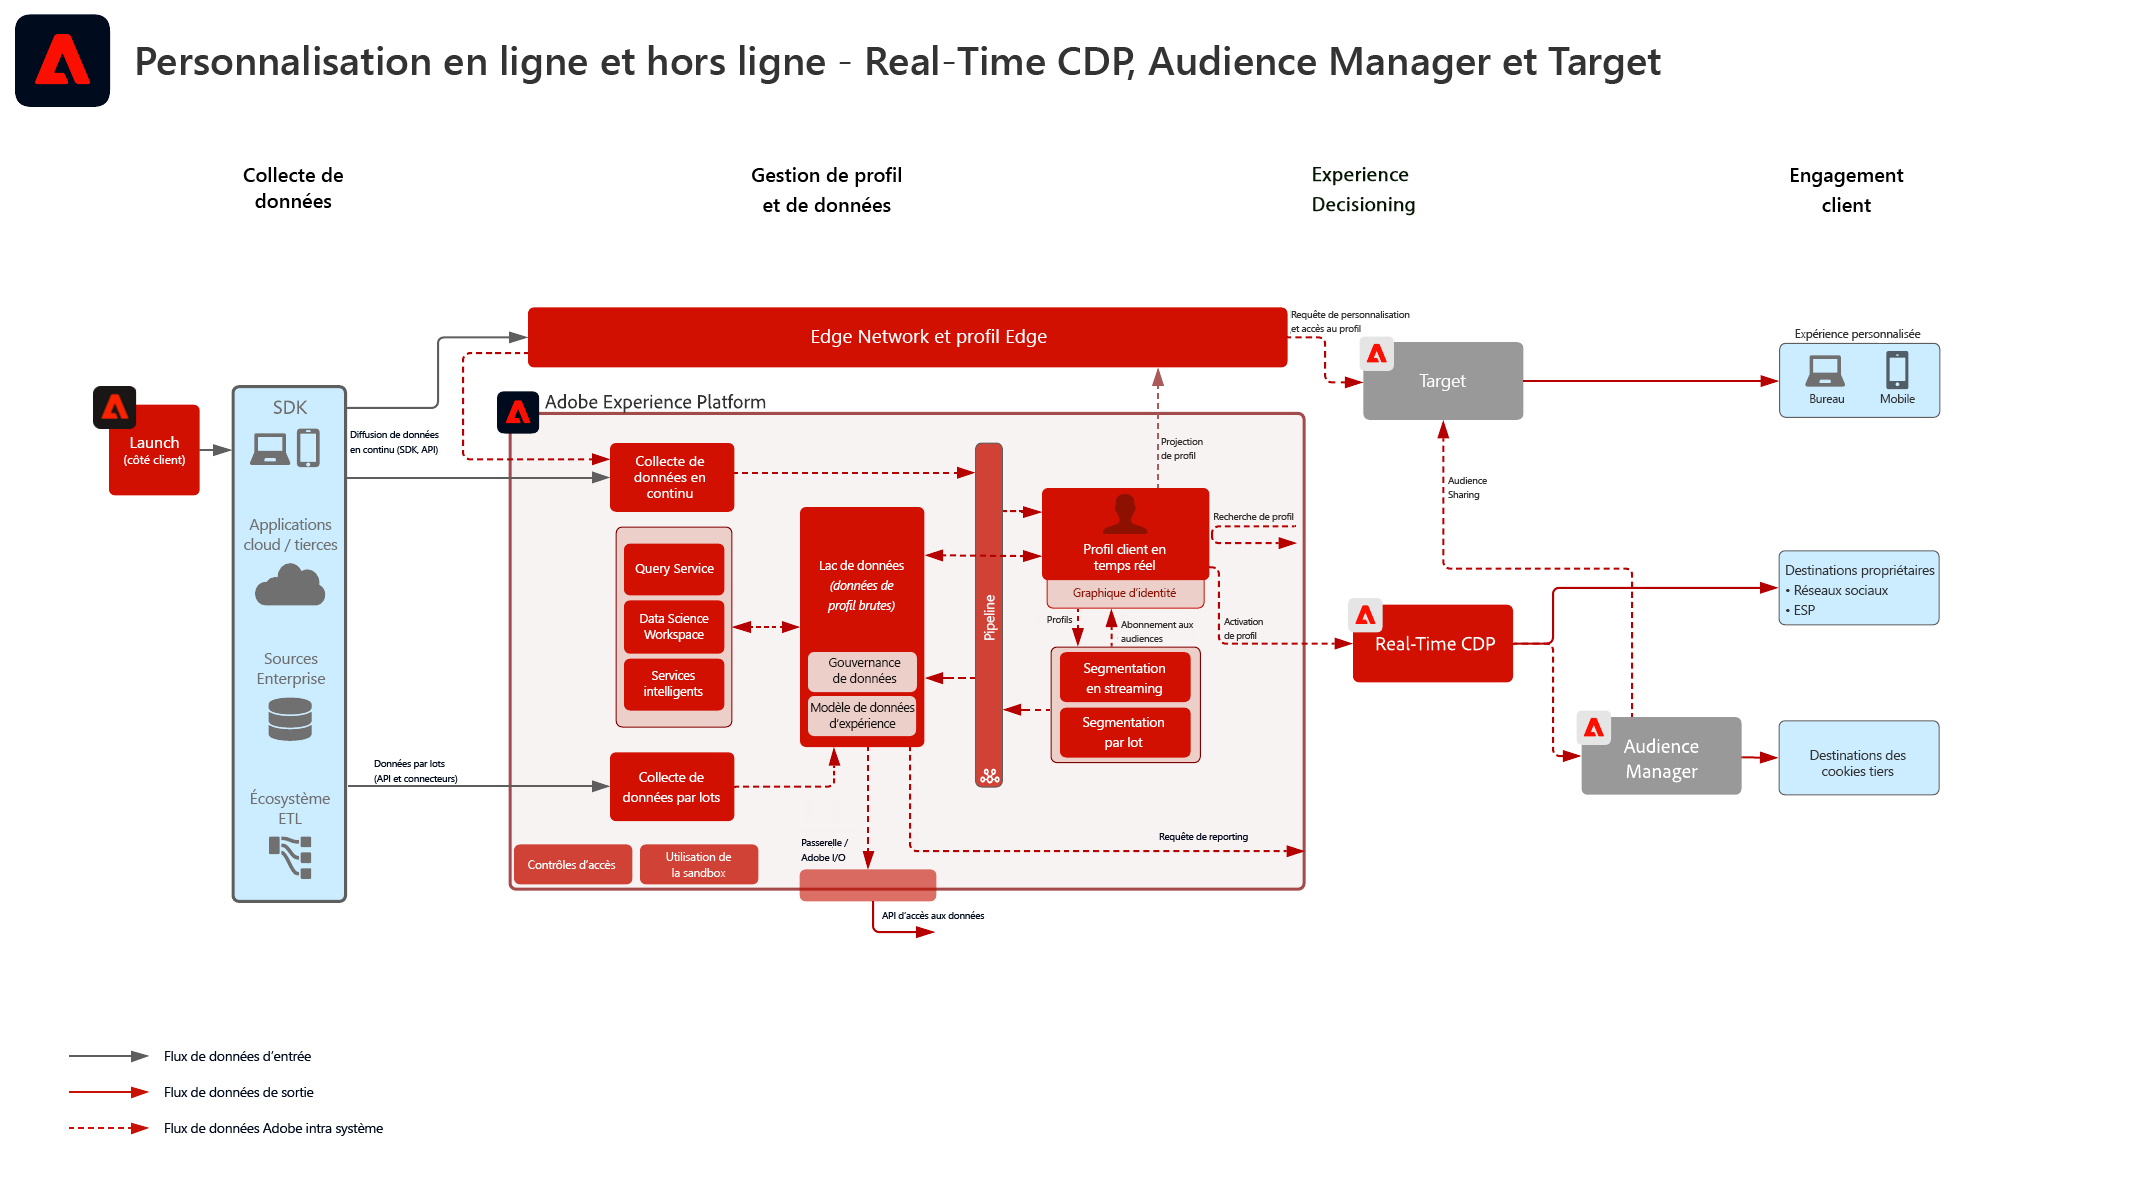 Personnalisation en ligne et hors ligne - Real-Time CDP, Audience Manager et Target
Collecte de
données
Gestion de profil
et de données
Experience
Decisioning
Engagement
client
Edge Network et profil Edge
Requête de personnalisation
et accès au profil
Target
Expérience personnalisée
Bureau
Mobile
Launch
(côté client)
SDK
Diffusion de données
en continu (SDK, API)
Applications
cloud / tierces
Sources
Enterprise
Écosystème
ETL
Données par lots
(API et connecteurs)
Adobe Experience Platform
Collecte de
données en
continu
Query Service
Data Science
Workspace
Services
intelligents
Collecte de
données par lots
Contrôles d’accès
Utilisation de
la sandbox
Lac de données
(données de
profil brutes)
Gouvernance
de données
Modèle de données
d’expérience
Passerelle /
Adobe I/O
API d’accès aux données
Pipeline
Projection
de profil
Profil client en
temps réel
Graphique d’identité
Recherche de profil
Profils
Abonnement aux
audiences
Activation
de profil
Segmentation
en streaming
Segmentation
par lot
Requête de reporting
Audience
Sharing
Real-Time CDP
Audience
Manager
Destinations propriétaires
• Réseaux sociaux
• ESP
Destinations des
cookies tiers
Flux de données d’entrée
Flux de données de sortie
Flux de données Adobe intra système